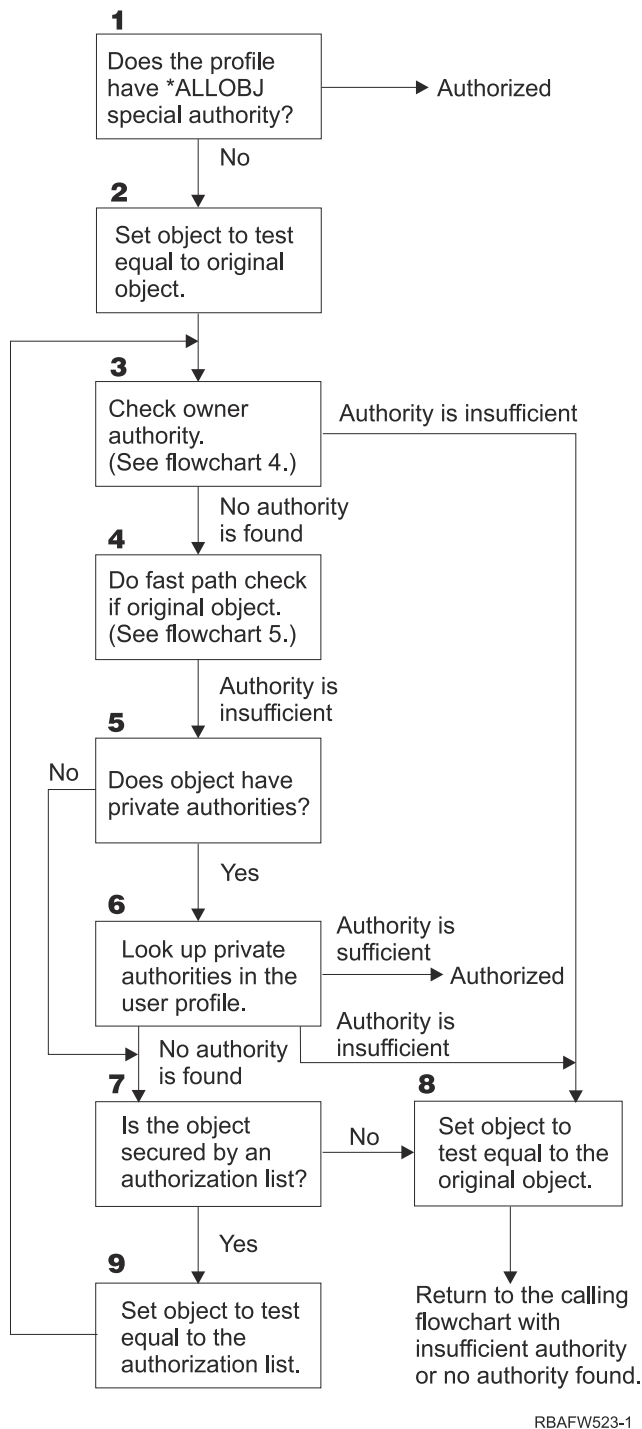 1
Does the profile
have *ALLOBJ
special authority?
Authorized
No
2
Set object to test
equal to original
object.
3
Check owner
authority.
(See flowchart 4.)
Authority is insufficient
No authority
is found
4
Do fast path check
if original object.
(See flowchart 5.)
Authority is
insufficient
5
No
Does object have
private authorities?
Yes
6
Look up private
authorities in the
user profile.
Authority is
sufficient
Authorized
Authority is
insufficient
No authority
is found
7
Is the object
secured by an
authorization list?
No
8
Set object to
test equal to the
original object.
Yes
9
Set object to test
equal to the
authorization list.
Return to the calling
flowchart with
insufficient authority
or no authority found.
RBAFW523-1